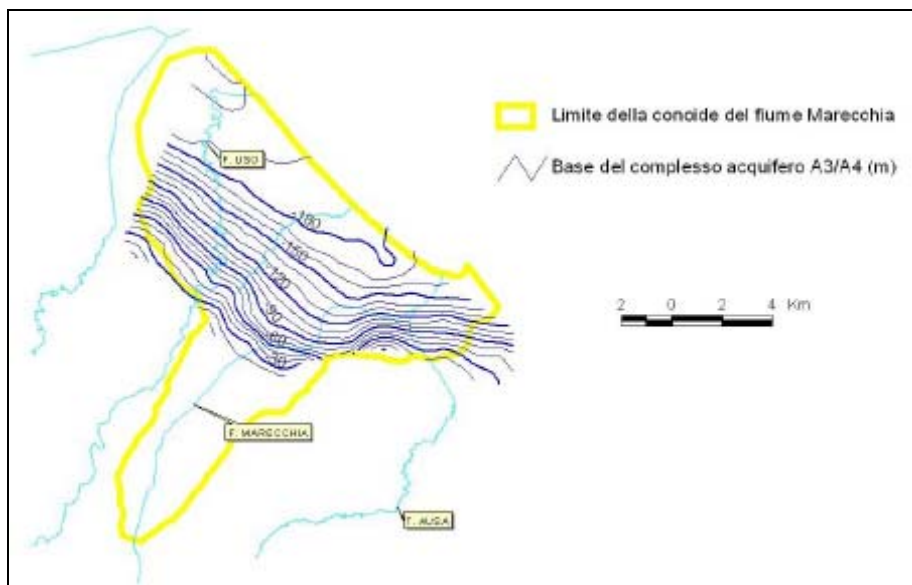 Limite della conoide del fiume Marecchia
F. USO
Base del complesso acquifero A3/A4 (m)
-180
-150
-120
-90
-60
-30
2 0 2 4 Km
F. MARECCHIA
T. AUSA